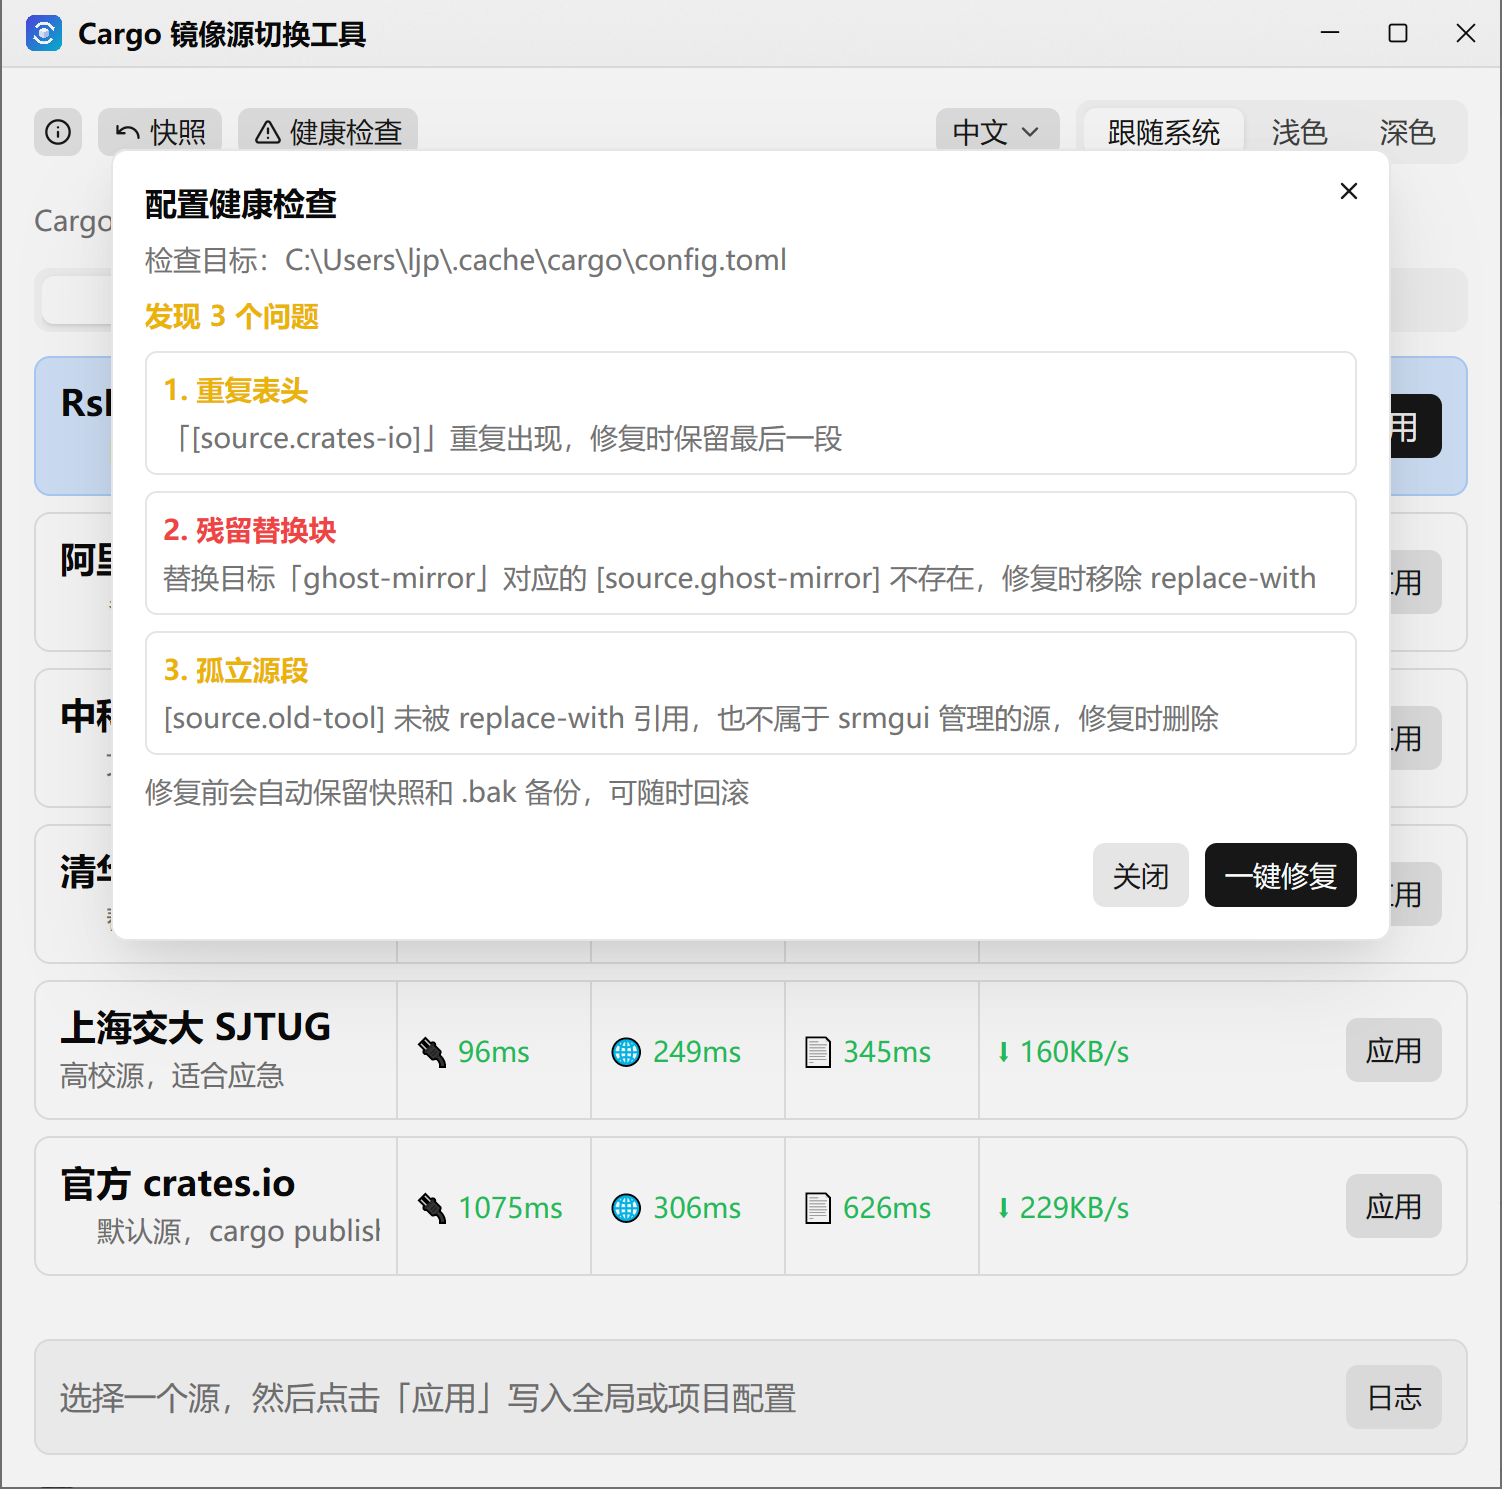 Cargo 镜像源切换工具
快照
健康检查
中文
跟随系统
浅色
深色
Cargo
配置健康检查
检查目标：C:\Users\ljp\.cache\cargo\config.toml
发现 3 个问题
1. 重复表头
「[source.crates-io]」重复出现，修复时保留最后一段
2. 残留替换块
替换目标「ghost-mirror」对应的 [source.ghost-mirror] 不存在，修复时移除 replace-with
3. 孤立源段
[source.old-tool] 未被 replace-with 引用，也不属于 srmgui 管理的源，修复时删除
修复前会自动保留快照和 .bak 备份，可随时回滚
关闭
一键修复
用
阿
用
中
用
清
用
上海交大 SJTUG
高校源，适合应急
96ms
249ms
345ms
160KB/s
应用
官方 crates.io
默认源，cargo publish
1075ms
306ms
626ms
229KB/s
应用
选择一个源，然后点击「应用」写入全局或项目配置
日志